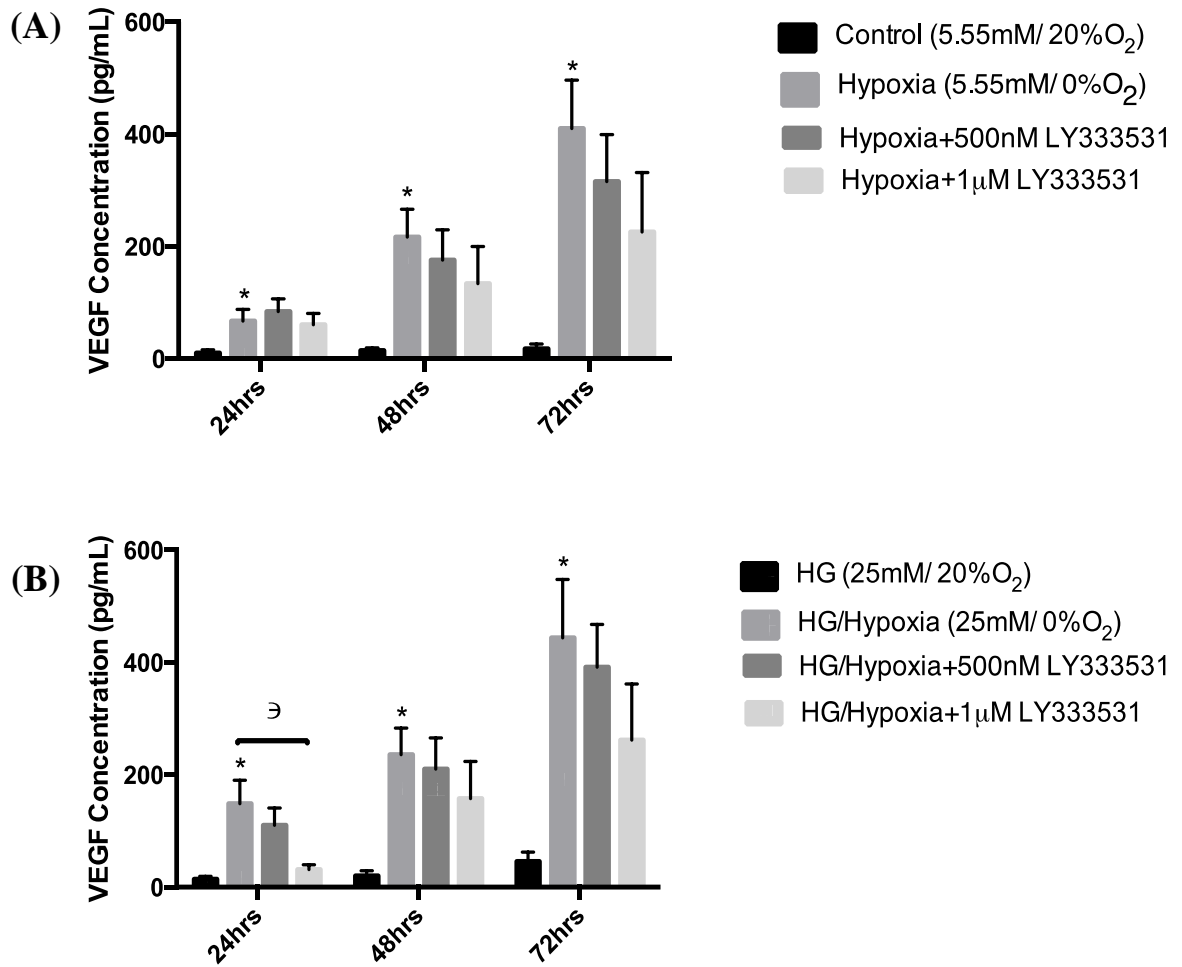 (A)
VEGF Concentration (pg/mL)
600
400
200
0
*
*
*
24hrs
48hrs
72hrs
Control (5.55mM/ 20%O₂)
Hypoxia (5.55mM/ 0%O₂)
Hypoxia+500nM LY333531
Hypoxia+1μM LY333531
(B)
VEGF Concentration (pg/mL)
600
400
200
0
϶
*
*
*
24hrs
48hrs
72hrs
HG (25mM/ 20%O₂)
HG/Hypoxia (25mM/ 0%O₂)
HG/Hypoxia+500nM LY333531
HG/Hypoxia+1μM LY333531